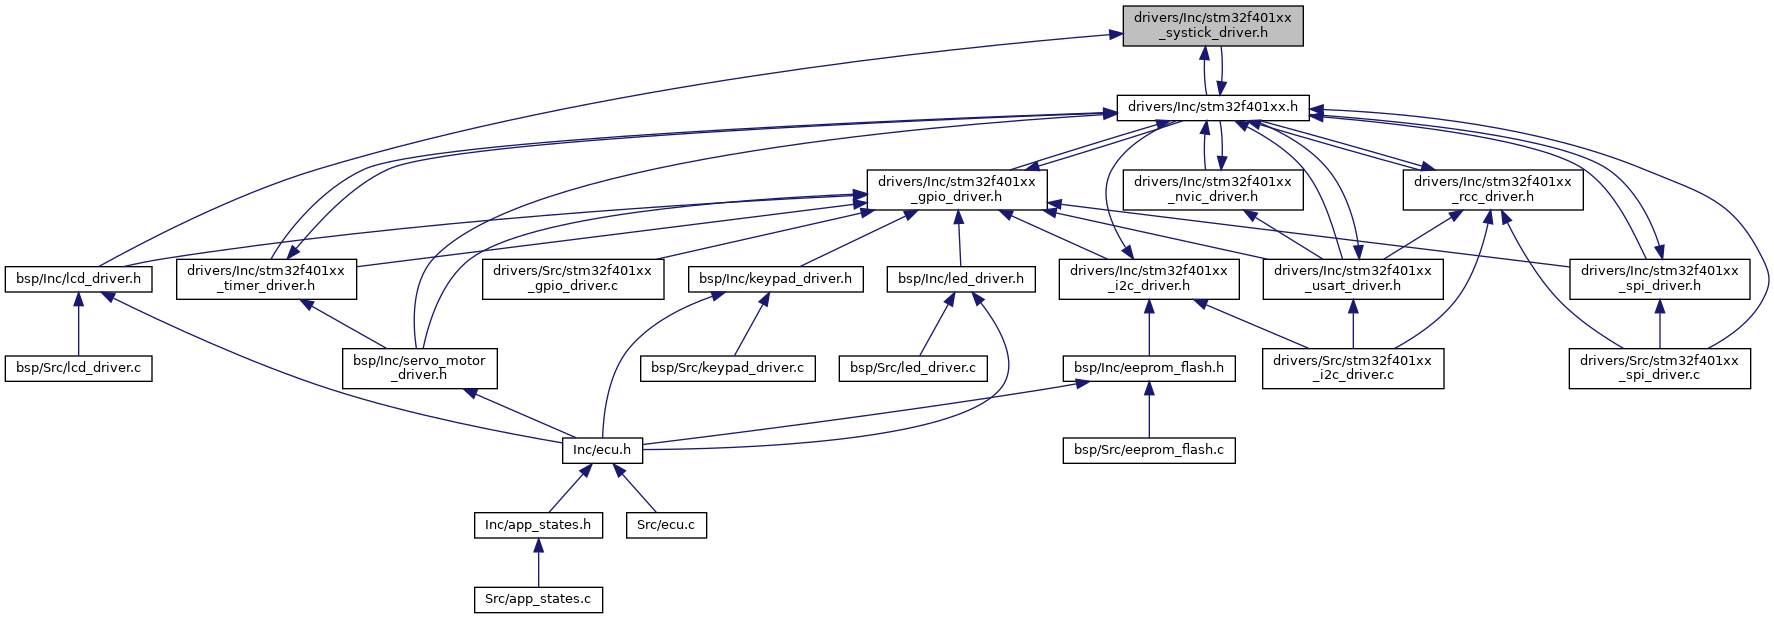 drivers/Inc/stm32f401xx
_systick_driver.h
drivers/Inc/stm32f401xx.h
drivers/Inc/stm32f401xx
_gpio_driver.h
drivers/Inc/stm32f401xx
_nvic_driver.h
drivers/Inc/stm32f401xx
_rcc_driver.h
bsp/Inc/lcd_driver.h
drivers/Inc/stm32f401xx
_timer_driver.h
drivers/Src/stm32f401xx
_gpio_driver.c
bsp/Inc/keypad_driver.h
bsp/Inc/led_driver.h
drivers/Inc/stm32f401xx
_i2c_driver.h
drivers/Inc/stm32f401xx
_usart_driver.h
drivers/Inc/stm32f401xx
_spi_driver.h
bsp/Src/lcd_driver.c
bsp/Inc/servo_motor
_driver.h
bsp/Src/keypad_driver.c
bsp/Src/led_driver.c
bsp/Inc/eeprom_flash.h
drivers/Src/stm32f401xx
_i2c_driver.c
drivers/Src/stm32f401xx
_spi_driver.c
Inc/ecu.h
bsp/Src/eeprom_flash.c
Inc/app_states.h
Src/ecu.c
Src/app_states.c